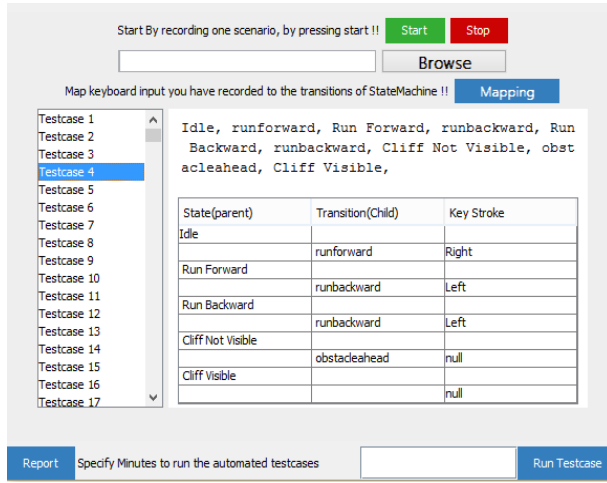 Start By recording one scenario, by pressing start !! Start Stop
Browse
Map keyboard input you have recorded to the transitions of StateMachine !! Mapping
Testcase 1
Testcase 2
Testcase 3
Testcase 4
Testcase 5
Testcase 6
Testcase 7
Testcase 8
Testcase 9
Testcase 10
Testcase 11
Testcase 12
Testcase 13
Testcase 14
Testcase 15
Testcase 16
Testcase 17
Idle, runforward, Run Forward, runbackward, Run
Backward, runbackward, Cliff Not Visible, obst
acleahead, Cliff Visible,
State(parent) Transition(Child) Key Stroke
Idle
runforward Right
Run Forward
runbackward Left
Run Backward
runbackward Left
Cliff Not Visible
obstacleahead null
Cliff Visible
null
Report Specify Minutes to run the automated testcases Run Testcase